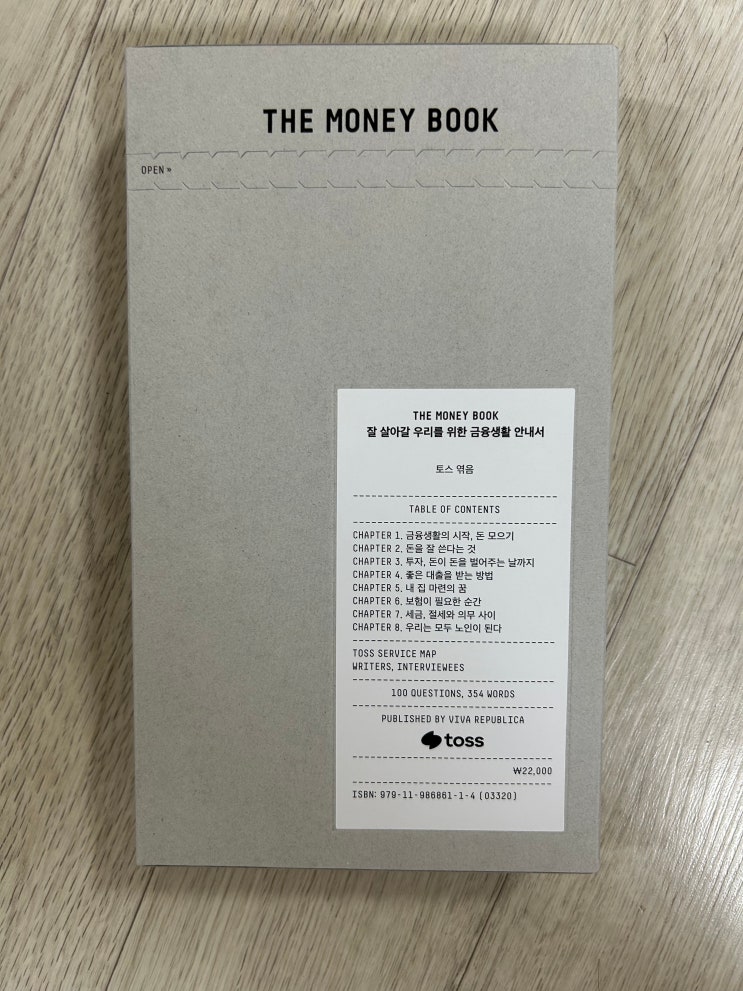 THE MONEY BOOK
OPEN »
THE MONEY BOOK
잘 살아갈 우리를 위한 금융생활 안내서
토스 엮음
TABLE OF CONTENTS
CHAPTER 1. 금융생활의 시작, 돈 모으기
CHAPTER 2. 돈을 잘 쓴다는 것
CHAPTER 3. 투자, 돈이 돈을 벌어주는 날까지
CHAPTER 4. 좋은 대출을 받는 방법
CHAPTER 5. 내 집 마련의 꿈
CHAPTER 6. 보험이 필요한 순간
CHAPTER 7. 세금, 절세와 의무 사이
CHAPTER 8. 우리는 모두 노인이 된다
TOSS SERVICE MAP
WRITERS, INTERVIEWEES
100 QUESTIONS, 354 WORDS
PUBLISHED BY VIVA REPUBLICA
toss
₩22,000
ISBN: 979-11-986861-1-4 (03320)